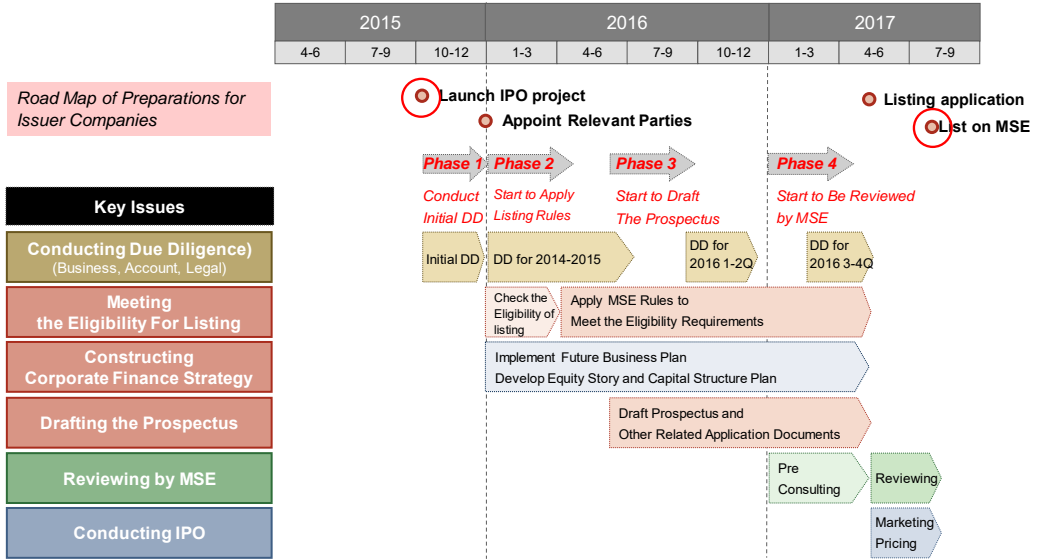 2015
2016
2017
4-6
7-9
10-12
1-3
4-6
7-9
10-12
1-3
4-6
7-9
Road Map of Preparations for
Issuer Companies
Launch IPO project
Appoint Relevant Parties
Listing application
List on MSE
Phase 1
Phase 2
Phase 3
Phase 4
Conduct
Initial DD
Start to Apply
Listing Rules
Start to Draft
The Prospectus
Start to Be Reviewed
by MSE
Key Issues
Conducting Due Diligence)
(Business, Account, Legal)
Initial DD
DD for 2014-2015
DD for
2016 1-2Q
DD for
2016 3-4Q
Meeting
the Eligibility For Listing
Check the
Eligibility of
listing
Apply MSE Rules to
Meet the Eligibility Requirements
Constructing
Corporate Finance Strategy
Implement Future Business Plan
Develop Equity Story and Capital Structure Plan
Drafting the Prospectus
Draft Prospectus and
Other Related Application Documents
Reviewing by MSE
Pre
Consulting
Reviewing
Conducting IPO
Marketing
Pricing